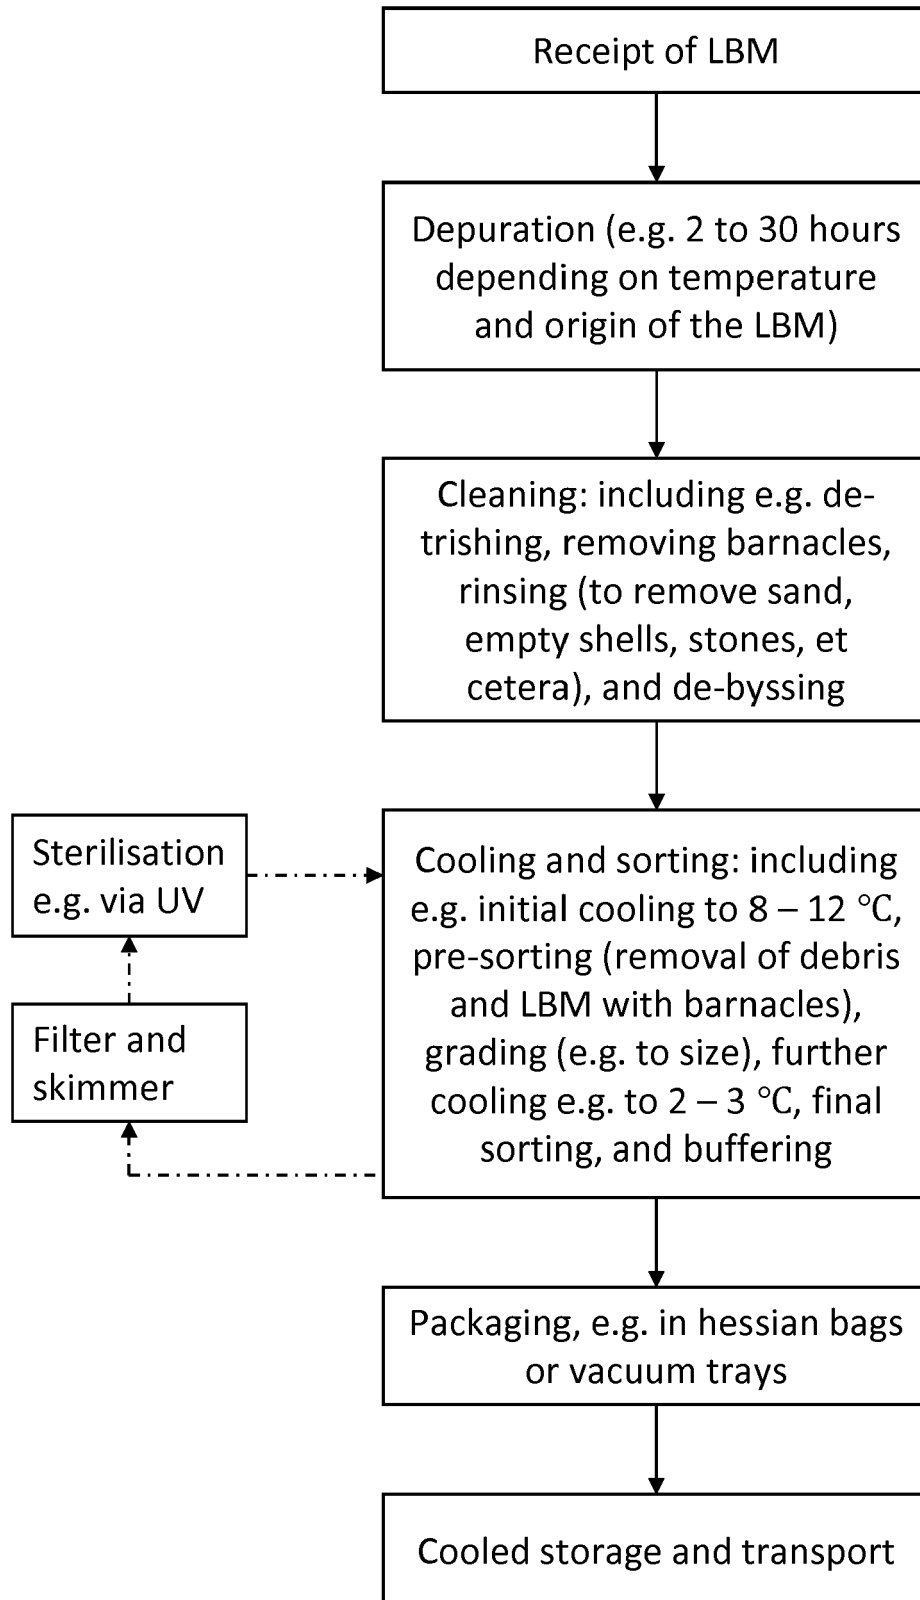 Receipt of LBM
Depuration (e.g. 2 to 30 hours
depending on temperature
and origin of the LBM)
Cleaning: including e.g. de-
trishing, removing barnacles,
rinsing (to remove sand,
empty shells, stones, et
cetera), and de-byssing
Sterilisation
e.g. via UV
Filter and
skimmer
Cooling and sorting: including
e.g. initial cooling to 8 – 12 °C,
pre-sorting (removal of debris
and LBM with barnacles),
grading (e.g. to size), further
cooling e.g. to 2 – 3 °C, final
sorting, and buffering
Packaging, e.g. in hessian bags
or vacuum trays
Cooled storage and transport